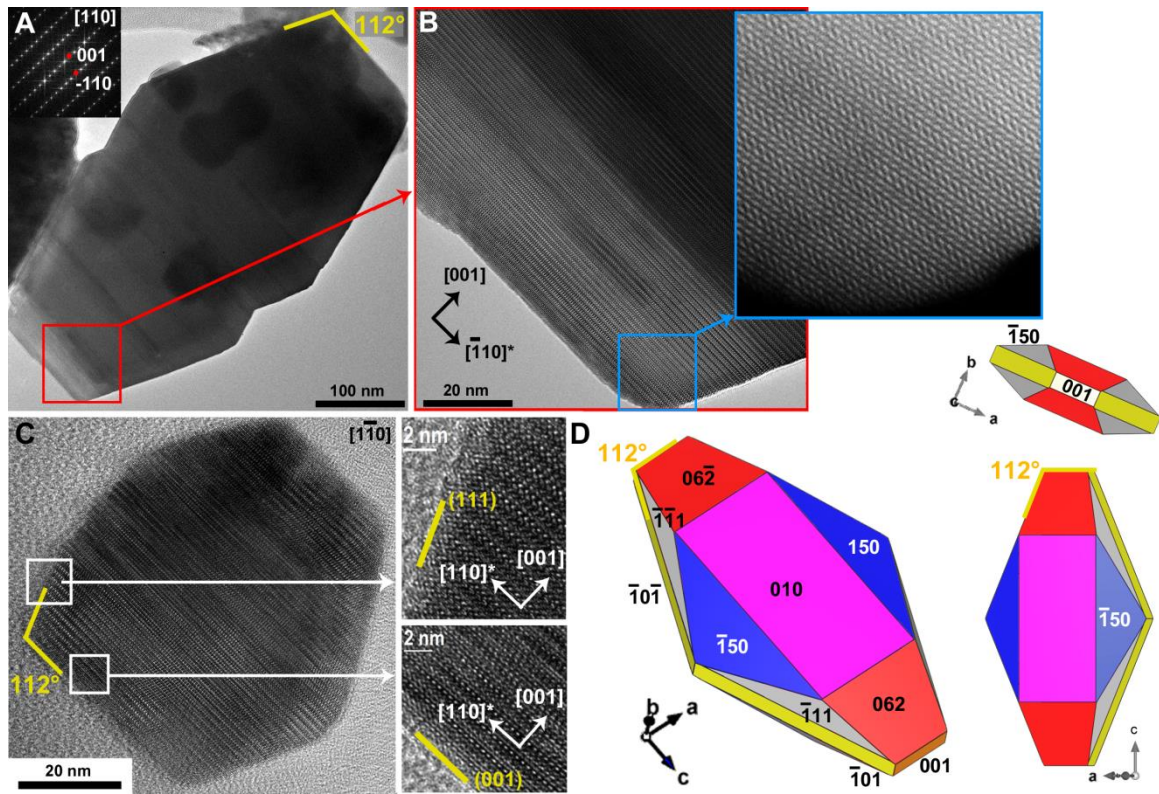 A
[110]
001
-110
112°
100 nm
B
[001]
[1̄10]*
20 nm
1̄50
001
b
c
a
C
[11̄0]
112°
20 nm
2 nm
(111)
[001]
[110]*
2 nm
[001]
[110]*
(001)
D
112°
062̄
1̄1̄1̄
150
1̄01̄
010
1̄50
1̄11
062
1̄01
001
b
a
c
112°
1̄50
c
a